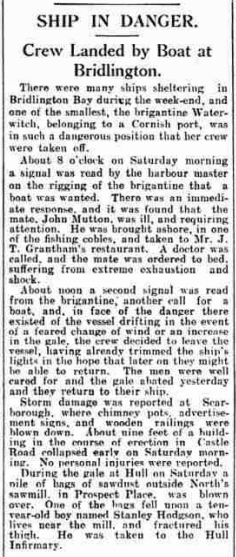 SHIP IN DANGER.
Crew Landed by Boat at
Bridlington.
There were many ships sheltering in
Bridlington Bay during the week-end, and
one of the smallest, the brigantine Water-
witch, belonging to a Cornish port, was
in such a dangerous position that her crew
were taken off.
About 8 o'clock on Saturday morning
a signal was read by the harbour master
on the rigging of the brigantine that a
boat was wanted. There was an immedi-
ate response, and it was found that the
mate, John Mutton, was ill, and requiring
attention. He was brought ashore, in one
of the fishing cobles, and taken to Mr. J.
T. Grantham's restaurant. A doctor was
called, and the mate was ordered to bed,
suffering from extreme exhaustion and
shock.
About noon a second signal was read
from the brigantine, another call for a
boat, and, in face of the danger there
existed of the vessel drifting in the event
of a feared change of wind or an increase
in the gale, the crew decided to leave the
vessel, having already trimmed the ship's
lights in the hope that later on they might
be able to return. The men were well
cared for and the gale abated yesterday
and they return to their ship.
Storm damage was reported at Scar-
borough, where chimney pots, advertise-
ment signs, and wooden railings were
blown down. About nine feet of a build-
ing in the course of erection in Castle
Road collapsed early on Saturday morn-
ing. No personal injuries were reported.
During the gale at Hull on Saturday a
pile of bags of sawdust outside North's
sawmill, in Prospect Place, was blown
over. One of the bags fell upon a ten-
year-old boy named Stanley Hodgson, who
lives near the mill, and fractured his
thigh. He was taken to the Hull
Infirmary.